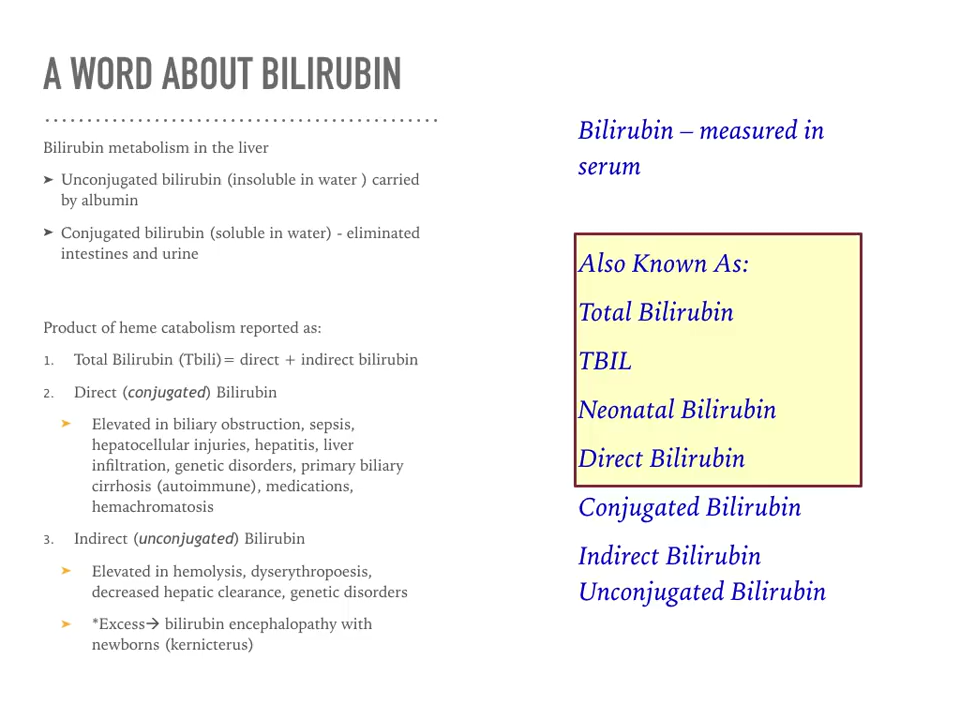 A WORD ABOUT BILIRUBIN
Bilirubin metabolism in the liver
➤ Unconjugated bilirubin (insoluble in water ) carried
by albumin
➤ Conjugated bilirubin (soluble in water) - eliminated
intestines and urine
Product of heme catabolism reported as:
1. Total Bilirubin (Tbili)= direct + indirect bilirubin
2. Direct (conjugated) Bilirubin
➤ Elevated in biliary obstruction, sepsis,
hepatocellular injuries, hepatitis, liver
infiltration, genetic disorders, primary biliary
cirrhosis (autoimmune), medications,
hemachromatosis
3. Indirect (unconjugated) Bilirubin
➤ Elevated in hemolysis, dyserythropoesis,
decreased hepatic clearance, genetic disorders
➤ *Excess→ bilirubin encephalopathy with
newborns (kernicterus)
Bilirubin – measured in
serum
Also Known As:
Total Bilirubin
TBIL
Neonatal Bilirubin
Direct Bilirubin
Conjugated Bilirubin
Indirect Bilirubin
Unconjugated Bilirubin